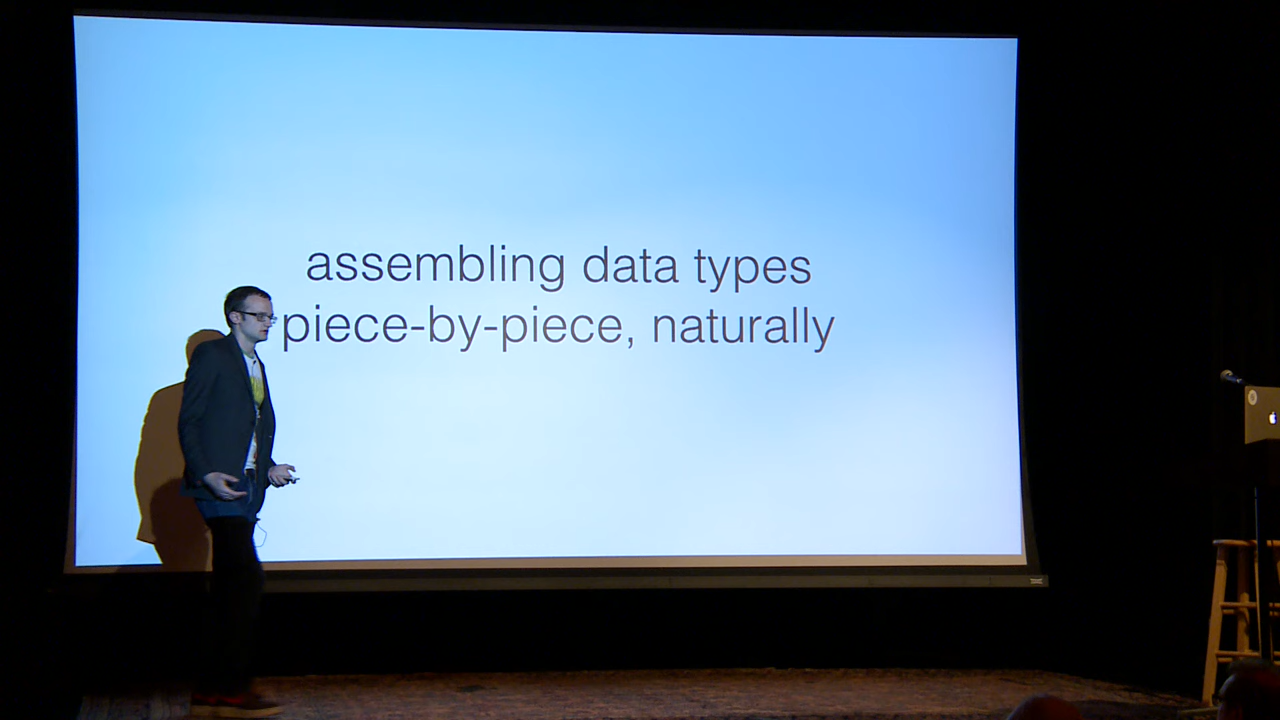 assembling data types
piece-by-piece, naturally